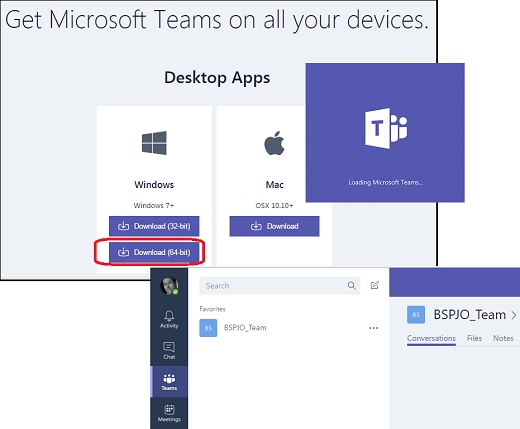 Get Microsoft Teams on all your devices.
Desktop Apps
Windows
Windows 7+
Download (32-bit)
Download (64-bit)
Mac
OSX 10.10+
Download
T
Loading Microsoft Teams...
Search
Favorites
BS BSPJO_Team ...
Activity
Chat
Teams
Meetings
BS BSPJO_Team >
Conversations Files Notes